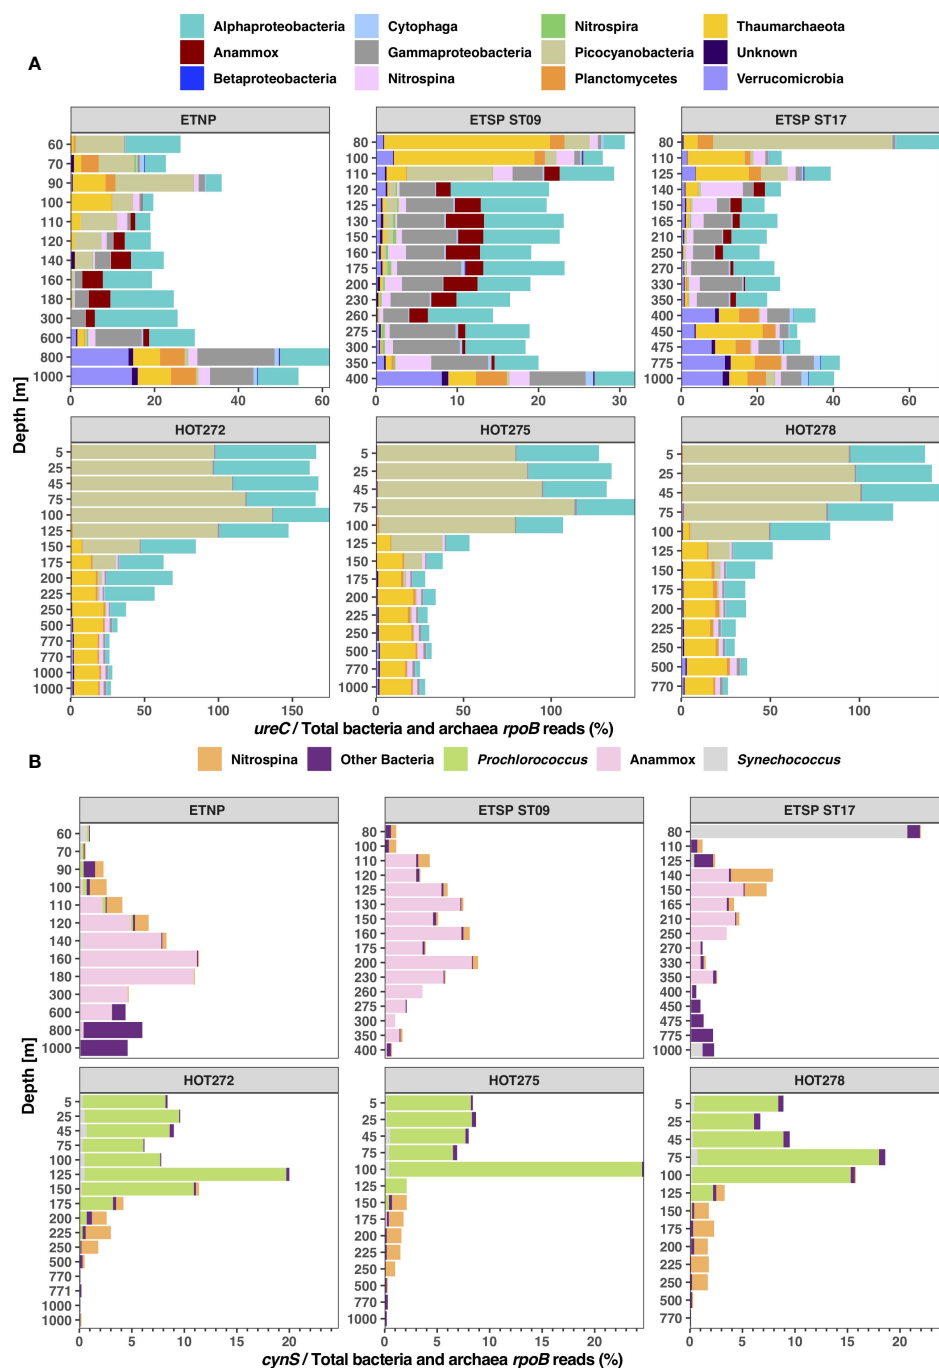 Alphaproteobacteria Cytophaga Nitrospira Thaumarchaeota
Anammox Gammaproteobacteria Picocyanobacteria Unknown
Betaproteobacteria Nitrospina Planctomycetes Verrucomicrobia
A
ETNP ETSP ST09 ETSP ST17
60 80 80
70 100 110
90 110 125
100 120 140
110 125 150
120 130 165
140 150 210
160 160 250
180 175 270
300 200 330
600 230 350
800 260 400
1000 275 450
300 475
350 775
400 1000
0 20 40 60 0 10 20 30 0 20 40 60
Depth [m]
HOT272 HOT275 HOT278
5 5 5
25 25 25
45 45 45
75 75 75
100 100 100
125 125 125
150 150 150
175 175 175
200 200 200
225 225 225
250 250 250
500 500 500
770 770 770
770 1000
1000
1000
0 50 100 150 0 50 100 0 50 100
ureC / Total bacteria and archaea rpoB reads (%)
B
Nitrospina Other Bacteria Prochlorococcus Anammox Synechococcus
ETNP ETSP ST09 ETSP ST17
60 80 80
70 100 110
90 110 125
100 120 140
110 125 150
120 130 165
140 150 210
160 160 250
180 175 270
300 200 330
600 230 350
800 260 400
1000 275 450
300 475
350 775
400 1000
Depth [m]
HOT272 HOT275 HOT278
5 5 5
25 25 25
45 45 45
75 75 75
100 100 100
125 125 125
150 150 150
175 175 175
200 200 200
225 225 225
250 250 250
500 500 500
770 770 770
771 1000
1000
1000
0 5 10 15 20 0 5 10 15 20 0 5 10 15 20
cynS / Total bacteria and archaea rpoB reads (%)